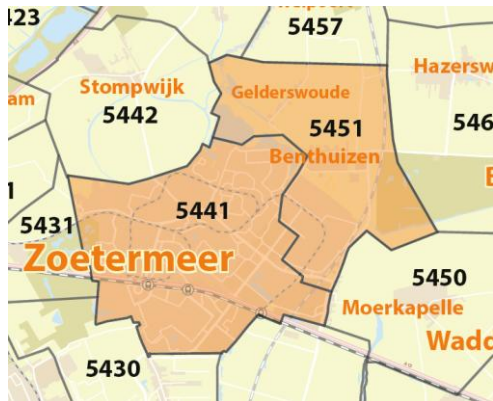 423
5457
Stompwijk
5442
Gelderswoude
5451
Benthuizen
Hazersw
546
am
5441
5431
Zoetermeer
5450
Moerkapelle
Wadd
5430